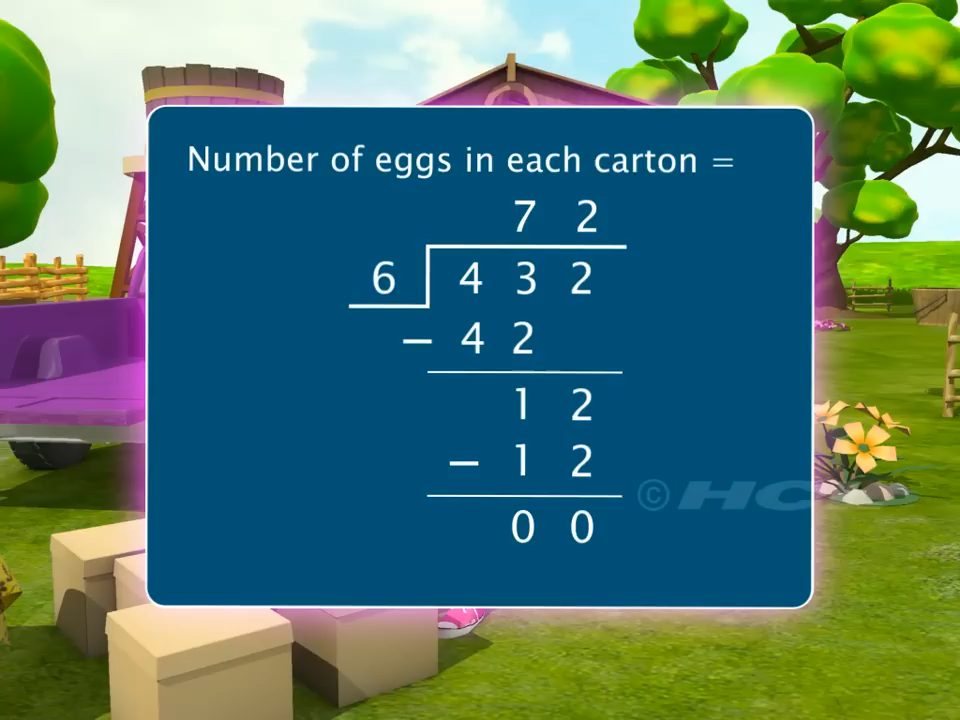 Number of eggs in each carton =
7 2
6 4 3 2
– 4 2
1 2
– 1 2
0 0
© HC